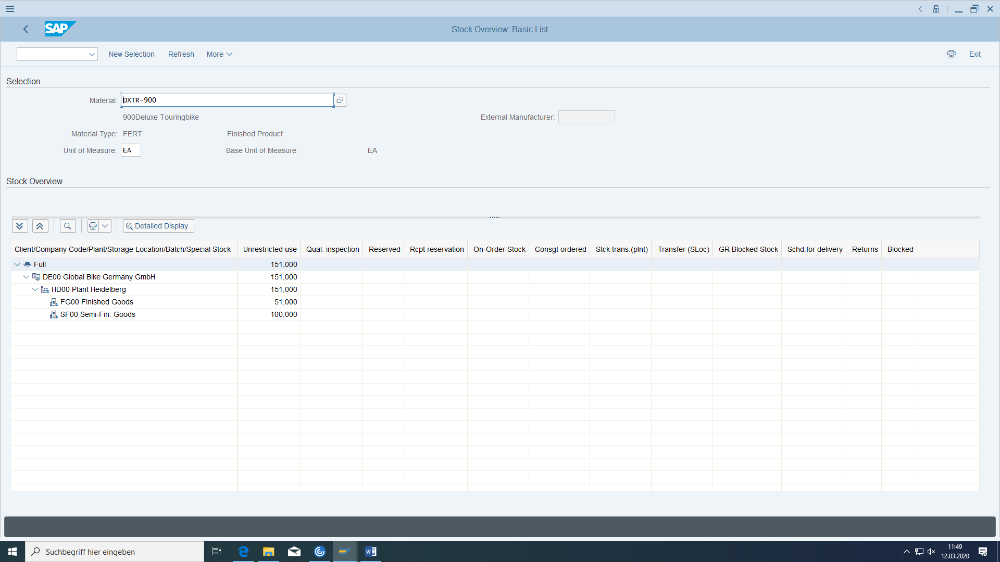 SAP
Stock Overview: Basic List
New Selection Refresh More Exit
Selection
Material: DXTR-900
900Deluxe Touringbike External Manufacturer:
Material Type: FERT Finished Product
Unit of Measure: EA Base Unit of Measure EA
Stock Overview
Detailed Display
Client/Company Code/Plant/Storage Location/Batch/Special Stock Unrestricted use Qual. inspection Reserved Rcpt reservation On-Order Stock Consgt ordered Stck trans.(plnt) Transfer (SLoc) GR Blocked Stock Schd.for delivery Returns Blocked
Full 151,000
DE00 Global Bike Germany GmbH 151,000
HD00 Plant Heidelberg 151,000
FG00 Finished Goods 51,000
SF00 Semi-Fin. Goods 100,000
Suchbegriff hier eingeben 11:49
12.03.2020